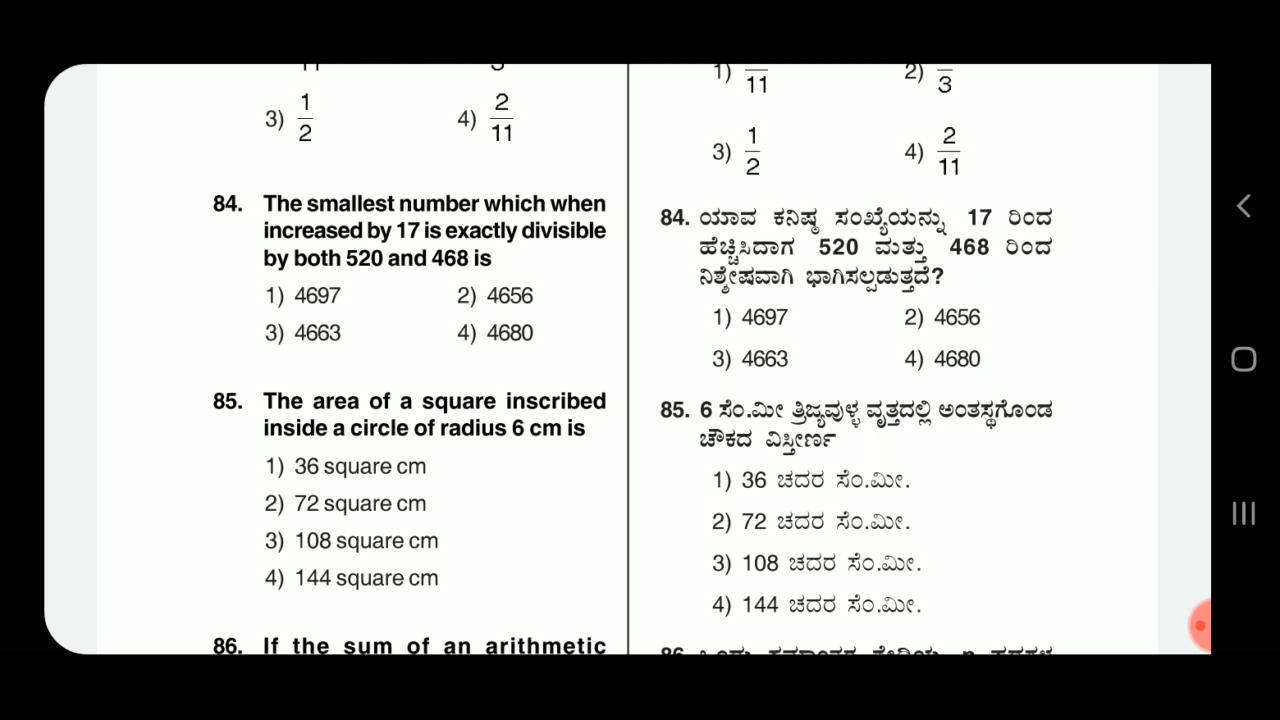 3) 1/2 4) 2/11
84. The smallest number which when
increased by 17 is exactly divisible
by both 520 and 468 is
1) 4697 2) 4656
3) 4663 4) 4680
85. The area of a square inscribed
inside a circle of radius 6 cm is
1) 36 square cm
2) 72 square cm
3) 108 square cm
4) 144 square cm
86. If the sum of an arithmetic
1) 11 2) 3
3) 1/2 4) 2/11
84. ಯಾವ ಕನಿಷ್ಠ ಸಂಖ್ಯೆಯನ್ನು 17 ರಿಂದ
ಹೆಚ್ಚಿಸಿದಾಗ 520 ಮತ್ತು 468 ರಿಂದ
ನಿಶ್ಶೇಷವಾಗಿ ಭಾಗಿಸಲ್ಪಡುತ್ತದೆ?
1) 4697 2) 4656
3) 4663 4) 4680
85. 6 ಸೆಂ.ಮೀ ತ್ರಿಜ್ಯವುಳ್ಳ ವೃತ್ತದಲ್ಲಿ ಅಂತಸ್ಥಗೊಂಡ
ಚೌಕದ ವಿಸ್ತೀರ್ಣ
1) 36 ಚದರ ಸೆಂ.ಮೀ.
2) 72 ಚದರ ಸೆಂ.ಮೀ.
3) 108 ಚದರ ಸೆಂ.ಮೀ.
4) 144 ಚದರ ಸೆಂ.ಮೀ.